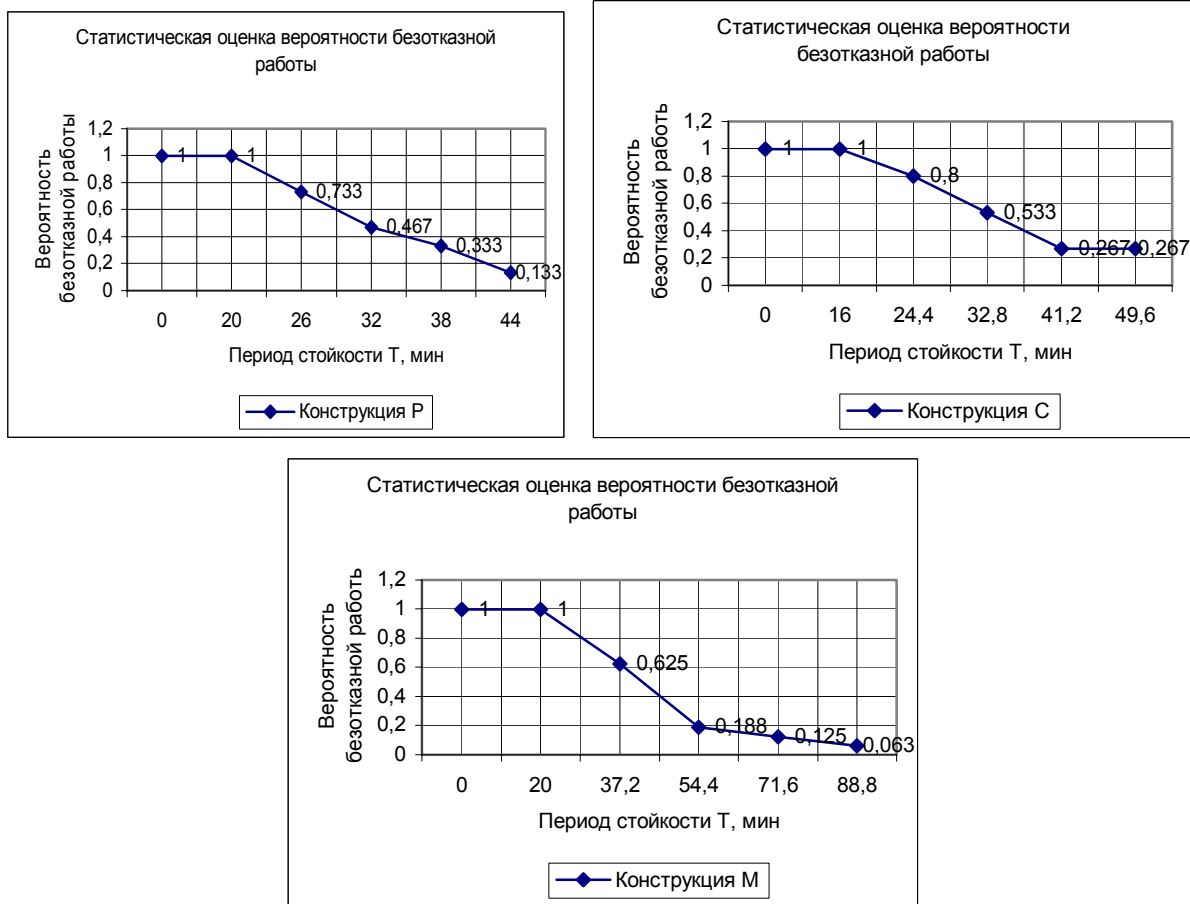 Статистическая оценка вероятности безотказной
работы
Вероятность
безотказной работы
1,2
1
0,8
0,6
0,4
0,2
0
1
1
0,733
0,467
0,333
0,133
0 20 26 32 38 44
Период стойкости Т, мин
Конструкция Р
Статистическая оценка вероятности
безотказной работы
Вероятность
безотказной работ
1,2
1
0,8
0,6
0,4
0,2
0
1
1
0,8
0,533
0,267
0,267
0 16 24,4 32,8 41,2 49,6
Период стойкости Т, мин
Конструкция С
Статистическая оценка вероятности безотказной
работы
Вероятность
безотказной работь
1,2
1
0,8
0,6
0,4
0,2
0
1
1
0,625
0,188
0,125
0,063
0 20 37,2 54,4 71,6 88,8
Период стойкости Т, мин
Конструкция М